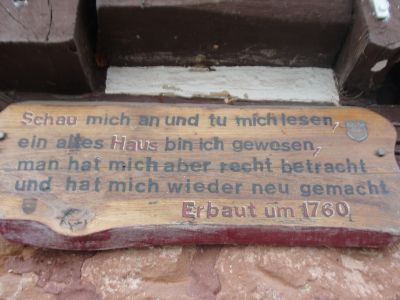 Schau mich an und tu mich lesen,
ein altes Haus bin ich gewesen,
man hat mich aber recht betracht
und hat mich wieder neu gemacht
Erbaut um 1760